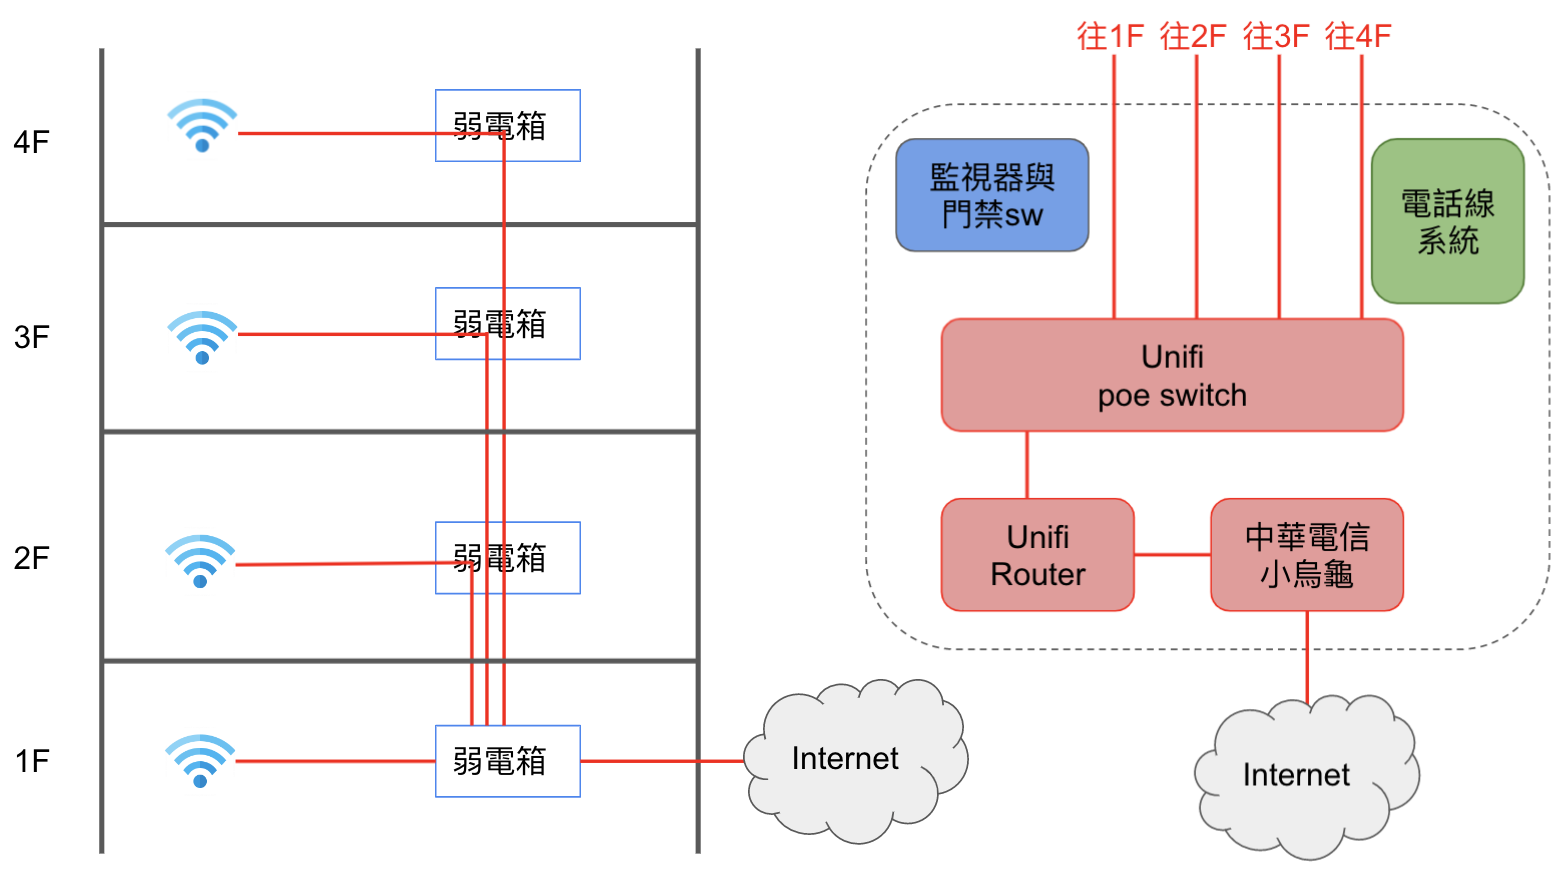 4F
弱電箱
3F
弱電箱
2F
弱電箱
1F
弱電箱
Internet
往1F
往2F
往3F
往4F
監視器與
門禁sw
電話線
系統
Unifi
poe switch
Unifi
Router
中華電信
小烏龜
Internet